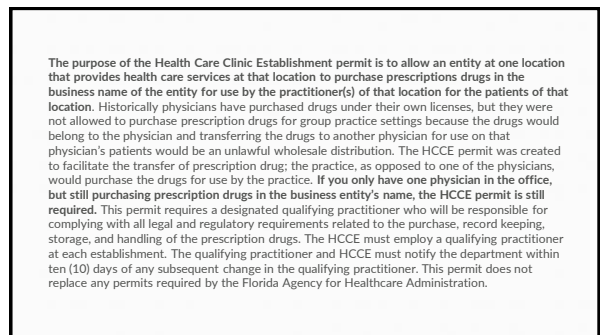 The purpose of the Health Care Clinic Establishment permit is to allow an entity at one location
that provides health care services at that location to purchase prescriptions drugs in the
business name of the entity for use by the practitioner(s) of that location for the patients of that
location. Historically physicians have purchased drugs under their own licenses, but they were
not allowed to purchase prescription drugs for group practice settings because the drugs would
belong to the physician and transferring the drugs to another physician for use on that
physician's patients would be an unlawful wholesale distribution. The HCCE permit was created
to facilitate the transfer of prescription drug; the practice, as opposed to one of the physicians,
would purchase the drugs for use by the practice. If you only have one physician in the office,
but still purchasing prescription drugs in the business entity's name, the HCCE permit is still
required. This permit requires a designated qualifying practitioner who will be responsible for
complying with all legal and regulatory requirements related to the purchase, record keeping,
storage, and handling of the prescription drugs. The HCCE must employ a qualifying practitioner
at each establishment. The qualifying practitioner and HCCE must notify the department within
ten (10) days of any subsequent change in the qualifying practitioner. This permit does not
replace any permits required by the Florida Agency for Healthcare Administration.